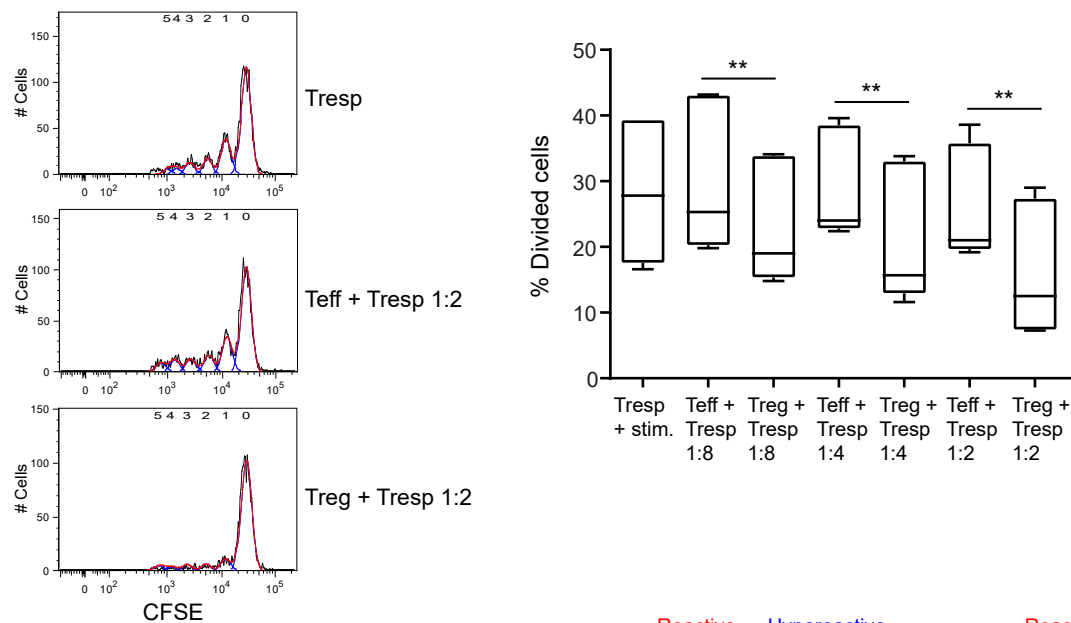 5 4 3 2 1 0
150
100
50
0
# Cells
0 10² 10³ 10⁴ 10⁵
Tresp
5 4 3 2 1 0
150
100
50
0
# Cells
0 10² 10³ 10⁴ 10⁵
Teff + Tresp 1:2
5 4 3 2 1 0
150
100
50
0
# Cells
0 10² 10³ 10⁴ 10⁵
Treg + Tresp 1:2
CFSE
50
40
30
20
10
0
% Divided cells
** ** **
Tresp Teff + Treg + Teff + Treg + Teff + Treg +
+ stim. Tresp Tresp Tresp Tresp Tresp Tresp
1:8 1:8 1:4 1:4 1:2 1:2